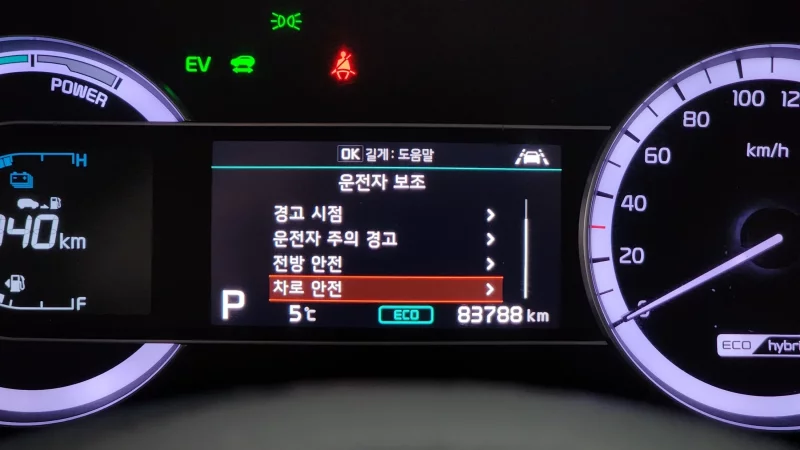 EV
POWER
H
km
F
OK 길게 : 도움말
운전자 보조
경고 시점 >
운전자 주의 경고 >
전방 안전 >
차로 안전 >
P 5℃ ECO 83788 km
100
80
60
40
20
0
km/h
ECO